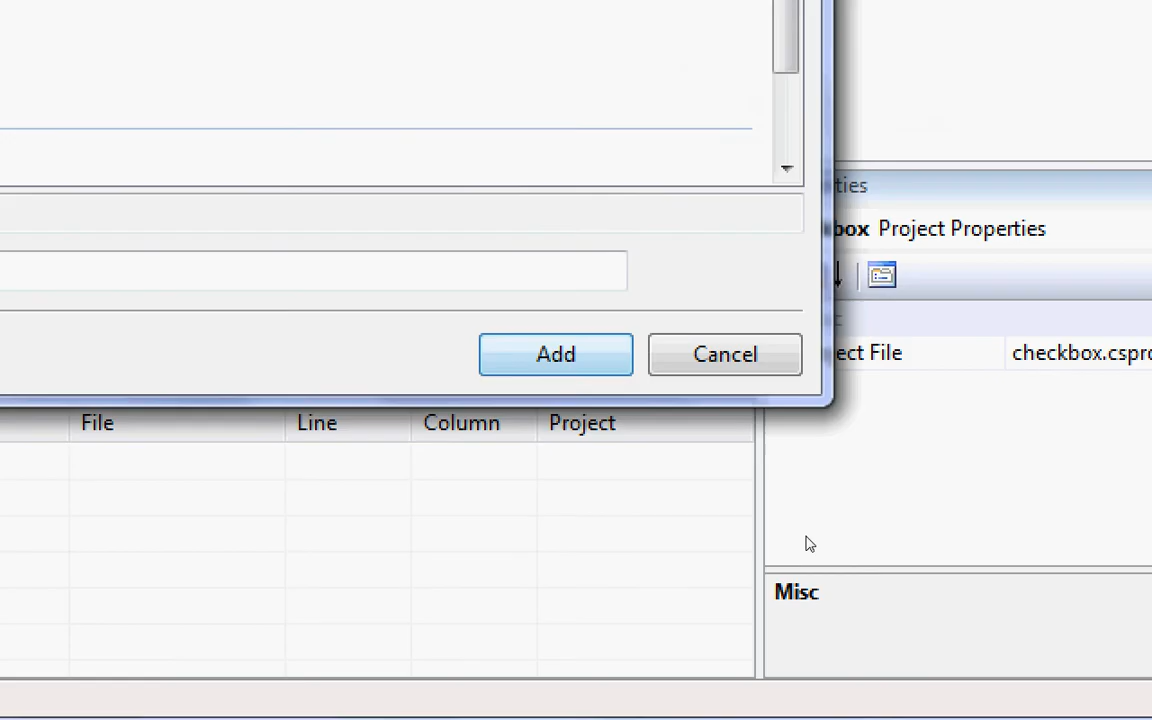 ties
box Project Properties
ect File checkbox.cspro
Add Cancel
File Line Column Project
Misc